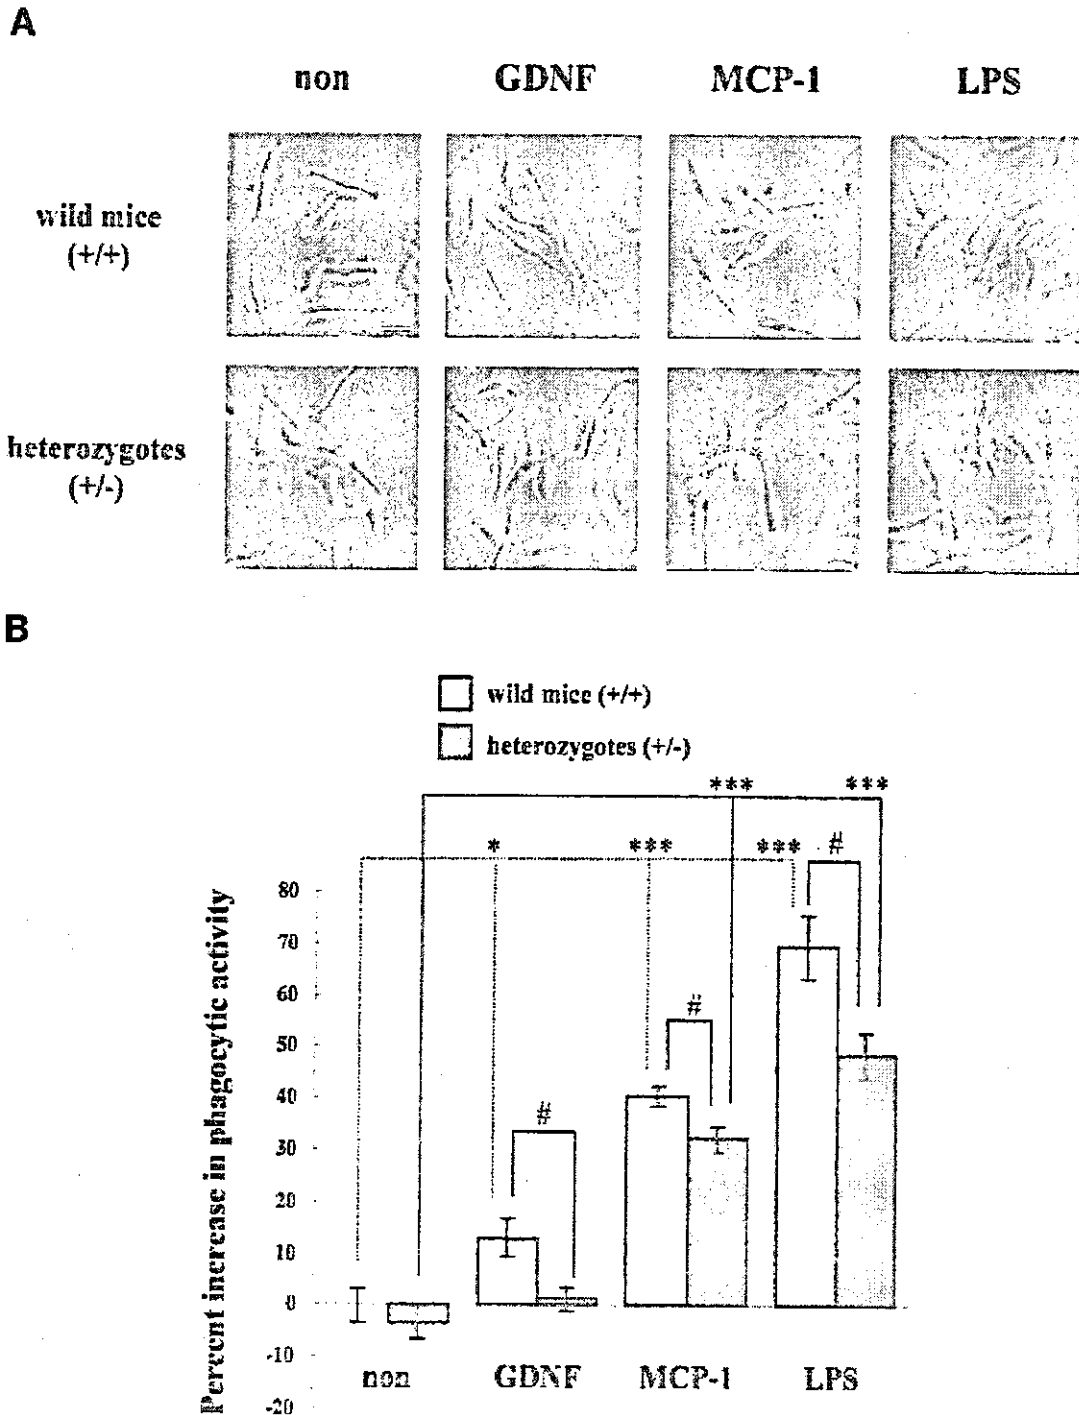 A
non GDNF MCP-1 LPS
wild mice
(+/+)
heterozygotes
(+/-)
B
wild mice (+/+)
heterozygotes (+/-)
*** ***
* *** *** #
#
#
Percent increase in phagocytic activity
80
70
60
50
40
30
20
10
0
-10
-20
non GDNF MCP-1 LPS